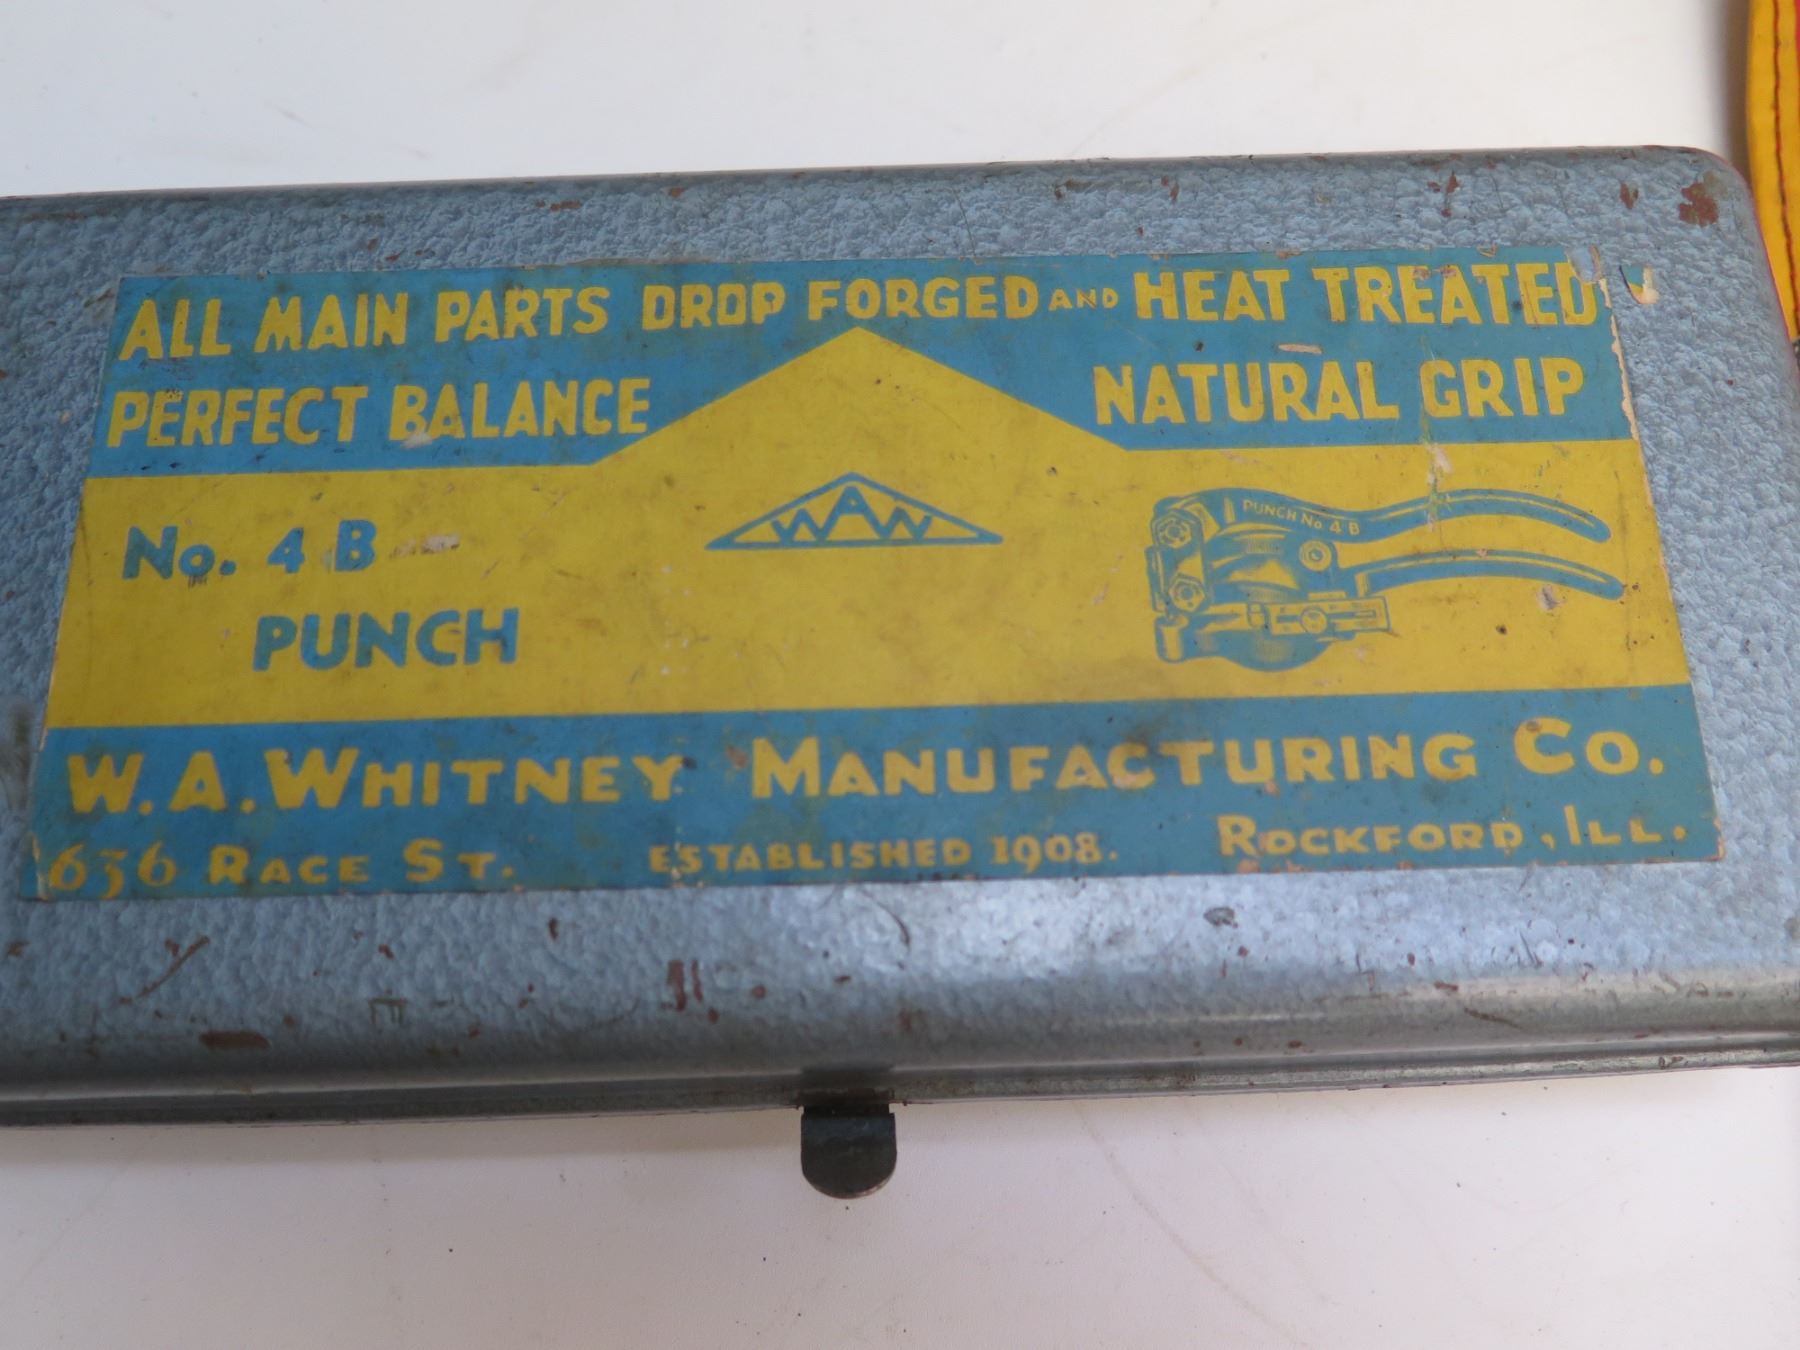 ALL MAIN PARTS DROP FORGED AND HEAT TREATED
PERFECT BALANCE NATURAL GRIP
No. 4 B
PUNCH
WAW
PUNCH No 4 B
W. A. WHITNEY MANUFACTURING CO.
636 RACE ST. ESTABLISHED 1908. ROCKFORD, ILL.